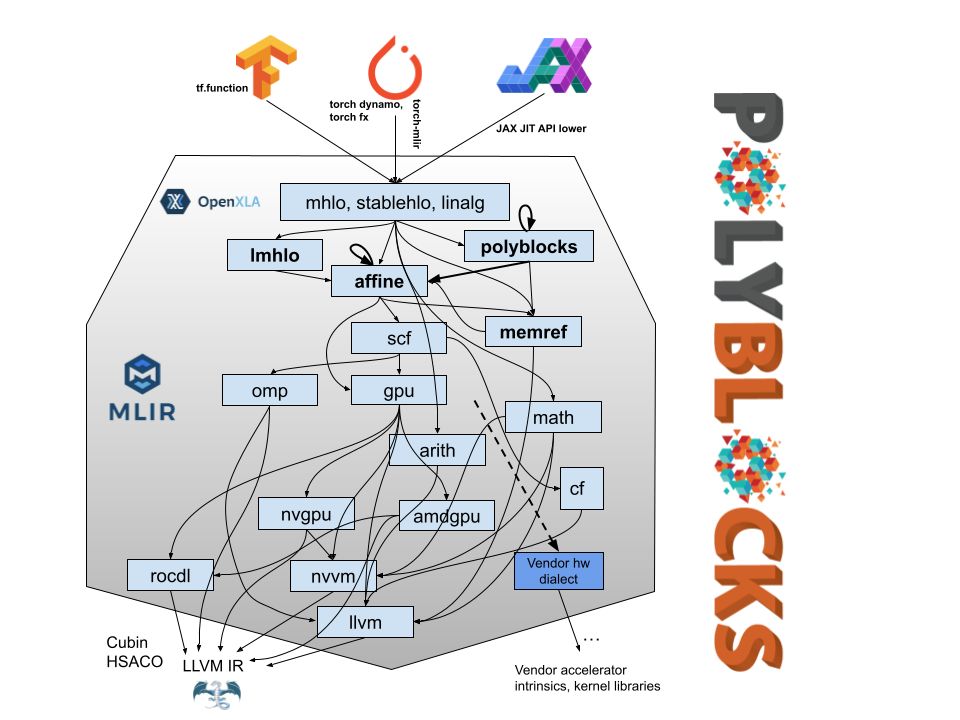 tf.function
torch dynamo,
torch fx
torch-mlir
JAX
JAX JIT API lower
OpenXLA
mhlo, stablehlo, linalg
lmhlo
polyblocks
affine
memref
scf
MLIR
omp
gpu
math
arith
cf
nvgpu
amdgpu
rocdl
nvvm
Vendor hw
dialect
llvm
Cubin
HSACO
LLVM IR
...
Vendor accelerator
intrinsics, kernel libraries
POLYBLOCKS